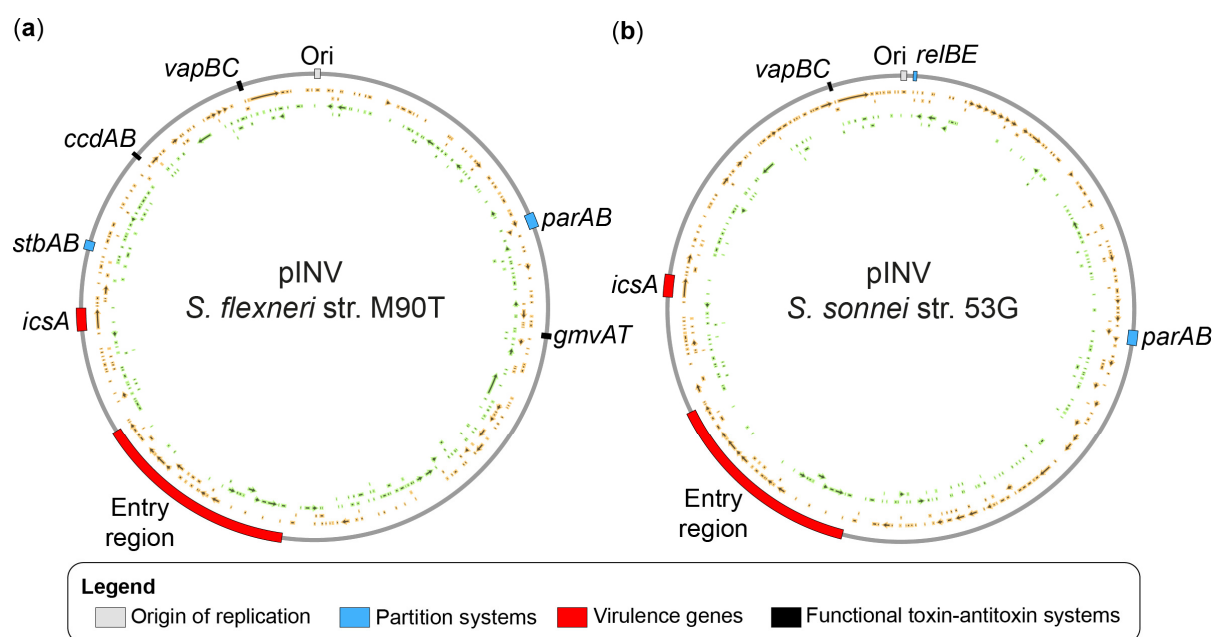 (a)
Ori
vapBC
ccdAB
stbAB
icsA
parAB
gmvAT
pINV
S. flexneri str. M90T
Entry
region
(b)
Ori
relBE
vapBC
icsA
parAB
pINV
S. sonnei str. 53G
Entry
region
Legend
Origin of replication
Partition systems
Virulence genes
Functional toxin-antitoxin systems